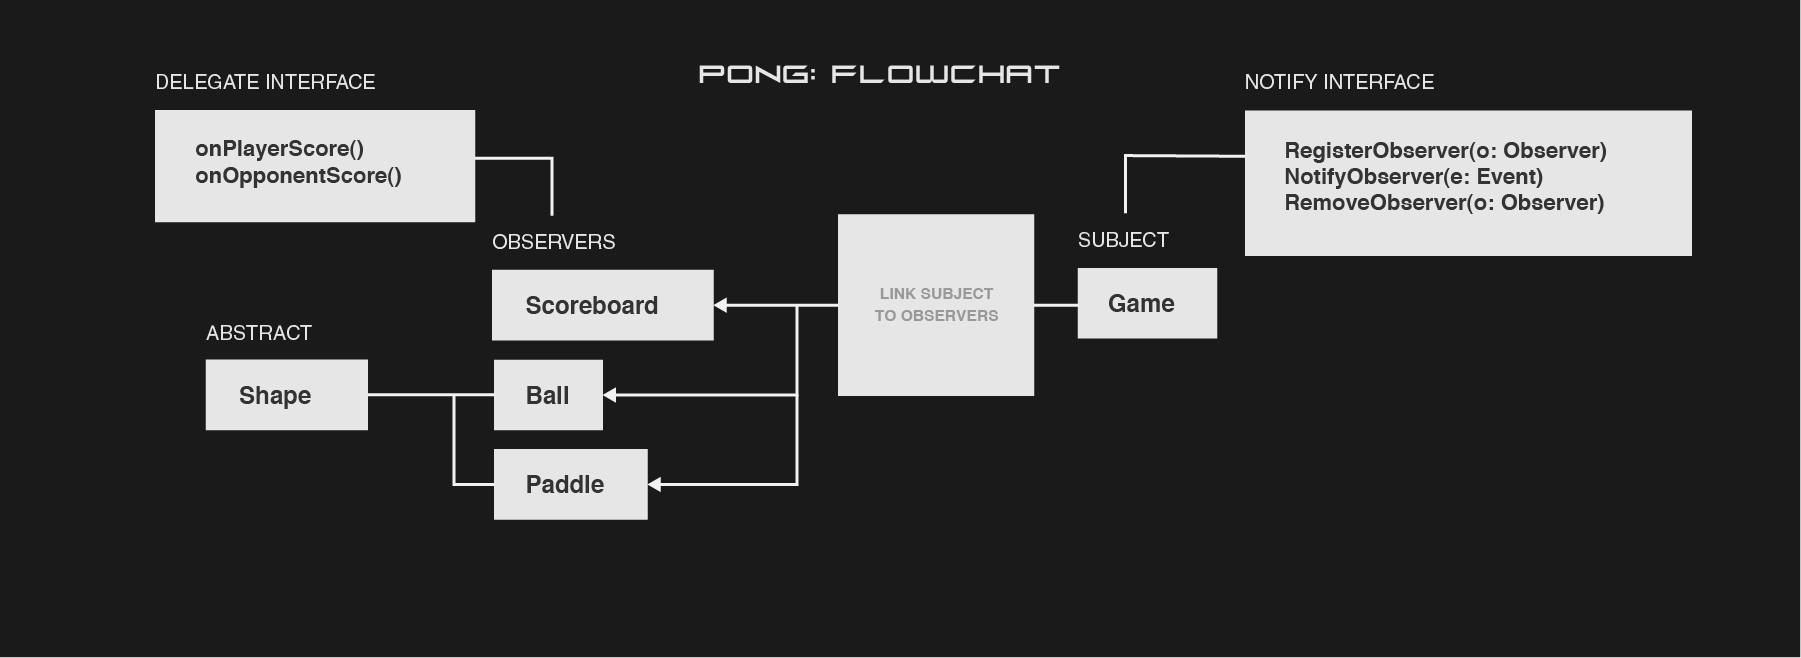 PONG: FLOWCHAT
DELEGATE INTERFACE
onPlayerScore()
onOpponentScore()
NOTIFY INTERFACE
RegisterObserver(o: Observer)
NotifyObserver(e: Event)
RemoveObserver(o: Observer)
OBSERVERS
Scoreboard
LINK SUBJECT
TO OBSERVERS
SUBJECT
Game
ABSTRACT
Shape
Ball
Paddle